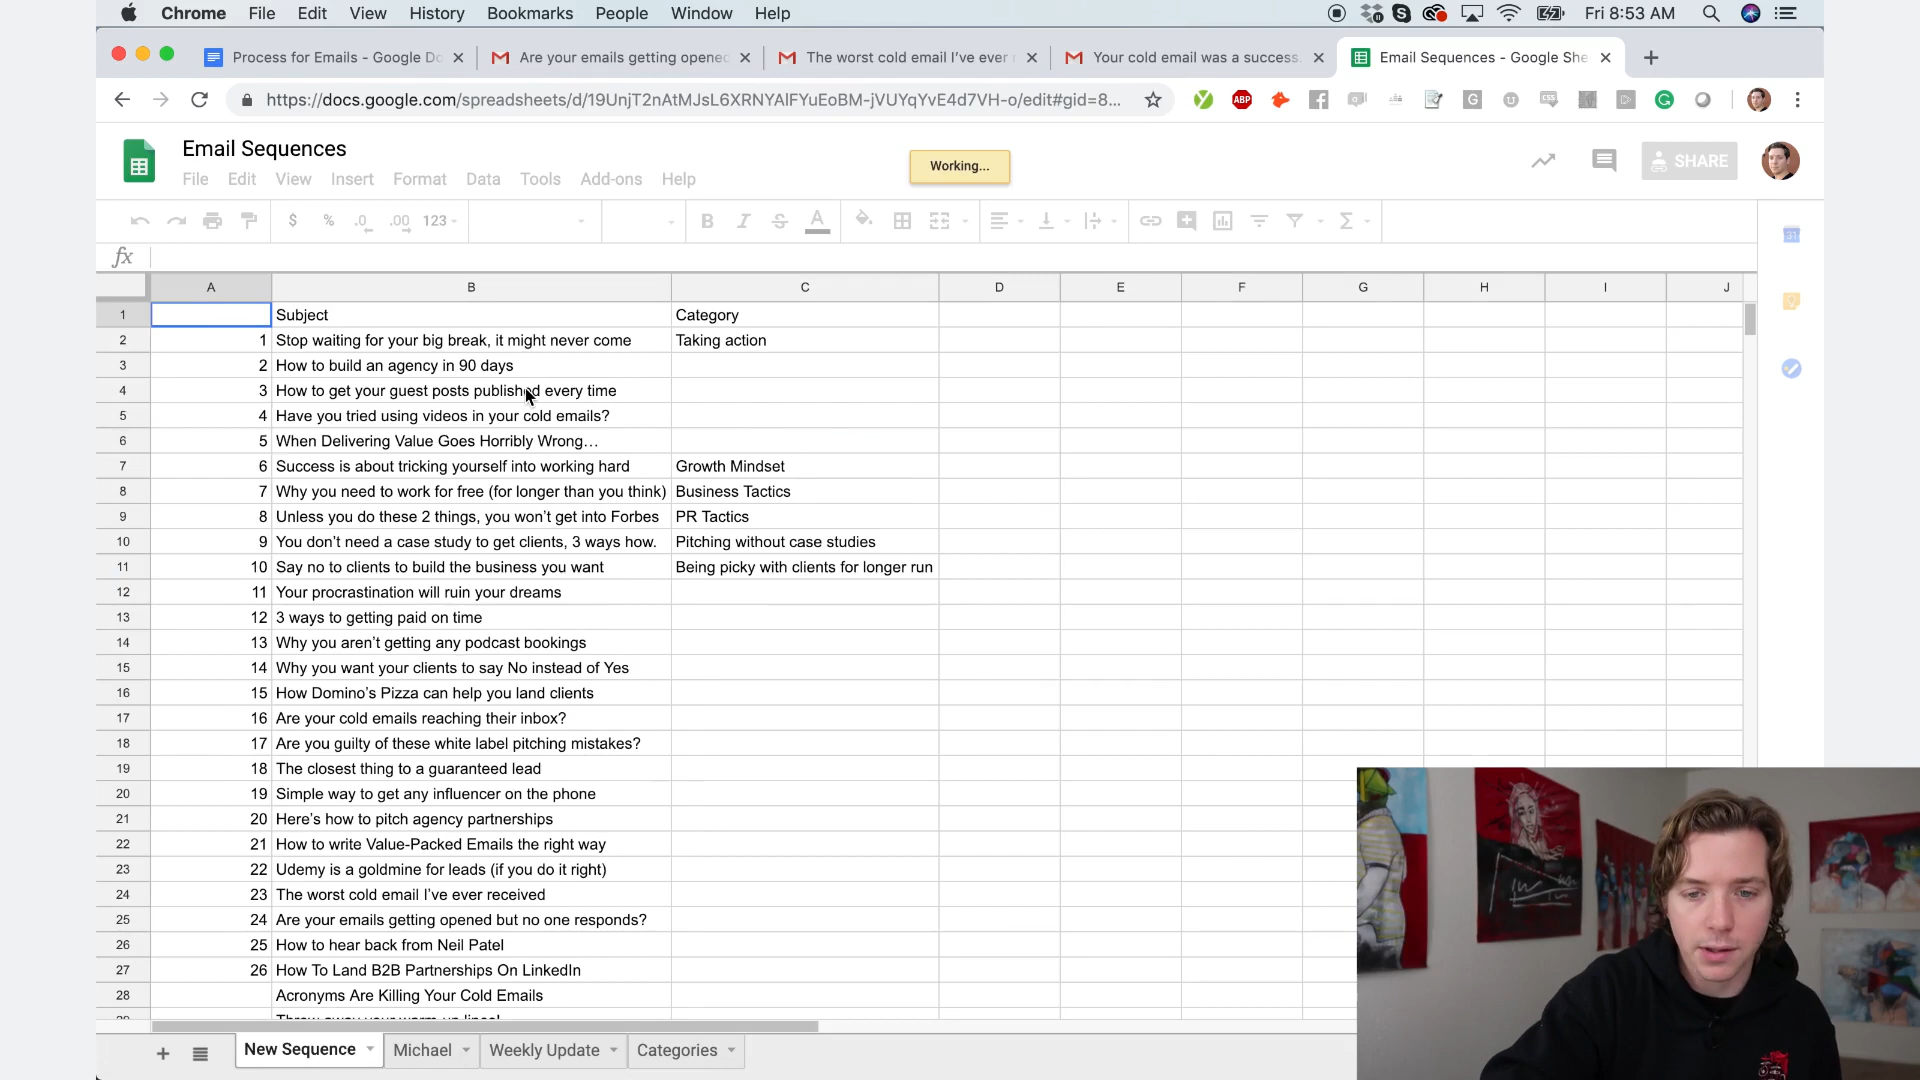 Chrome File Edit View History Bookmarks People Window Help Fri 8:53 AM
Process for Emails - Google Do Are your emails getting opene The worst cold email I've ever r Your cold email was a success. Email Sequences - Google She
https://docs.google.com/spreadsheets/d/19UnjT2nAtMJsL6XRNYAlFYuEoBM-jVUYqYvE4d7VH-o/edit#gid=8...
Email Sequences
Working...
SHARE
File Edit View Insert Format Data Tools Add-ons Help
$ % .0 .00 123
fx
A B C D E F G H I J
1 Subject Category
2 1 Stop waiting for your big break, it might never come Taking action
3 2 How to build an agency in 90 days
4 3 How to get your guest posts published every time
5 4 Have you tried using videos in your cold emails?
6 5 When Delivering Value Goes Horribly Wrong…
7 6 Success is about tricking yourself into working hard Growth Mindset
8 7 Why you need to work for free (for longer than you think) Business Tactics
9 8 Unless you do these 2 things, you won't get into Forbes PR Tactics
10 9 You don't need a case study to get clients, 3 ways how. Pitching without case studies
11 10 Say no to clients to build the business you want Being picky with clients for longer run
12 11 Your procrastination will ruin your dreams
13 12 3 ways to getting paid on time
14 13 Why you aren't getting any podcast bookings
15 14 Why you want your clients to say No instead of Yes
16 15 How Domino's Pizza can help you land clients
17 16 Are your cold emails reaching their inbox?
18 17 Are you guilty of these white label pitching mistakes?
19 18 The closest thing to a guaranteed lead
20 19 Simple way to get any influencer on the phone
21 20 Here's how to pitch agency partnerships
22 21 How to write Value-Packed Emails the right way
23 22 Udemy is a goldmine for leads (if you do it right)
24 23 The worst cold email I've ever received
25 24 Are your emails getting opened but no one responds?
26 25 How to hear back from Neil Patel
27 26 How To Land B2B Partnerships On LinkedIn
28 Acronyms Are Killing Your Cold Emails
New Sequence Michael Weekly Update Categories